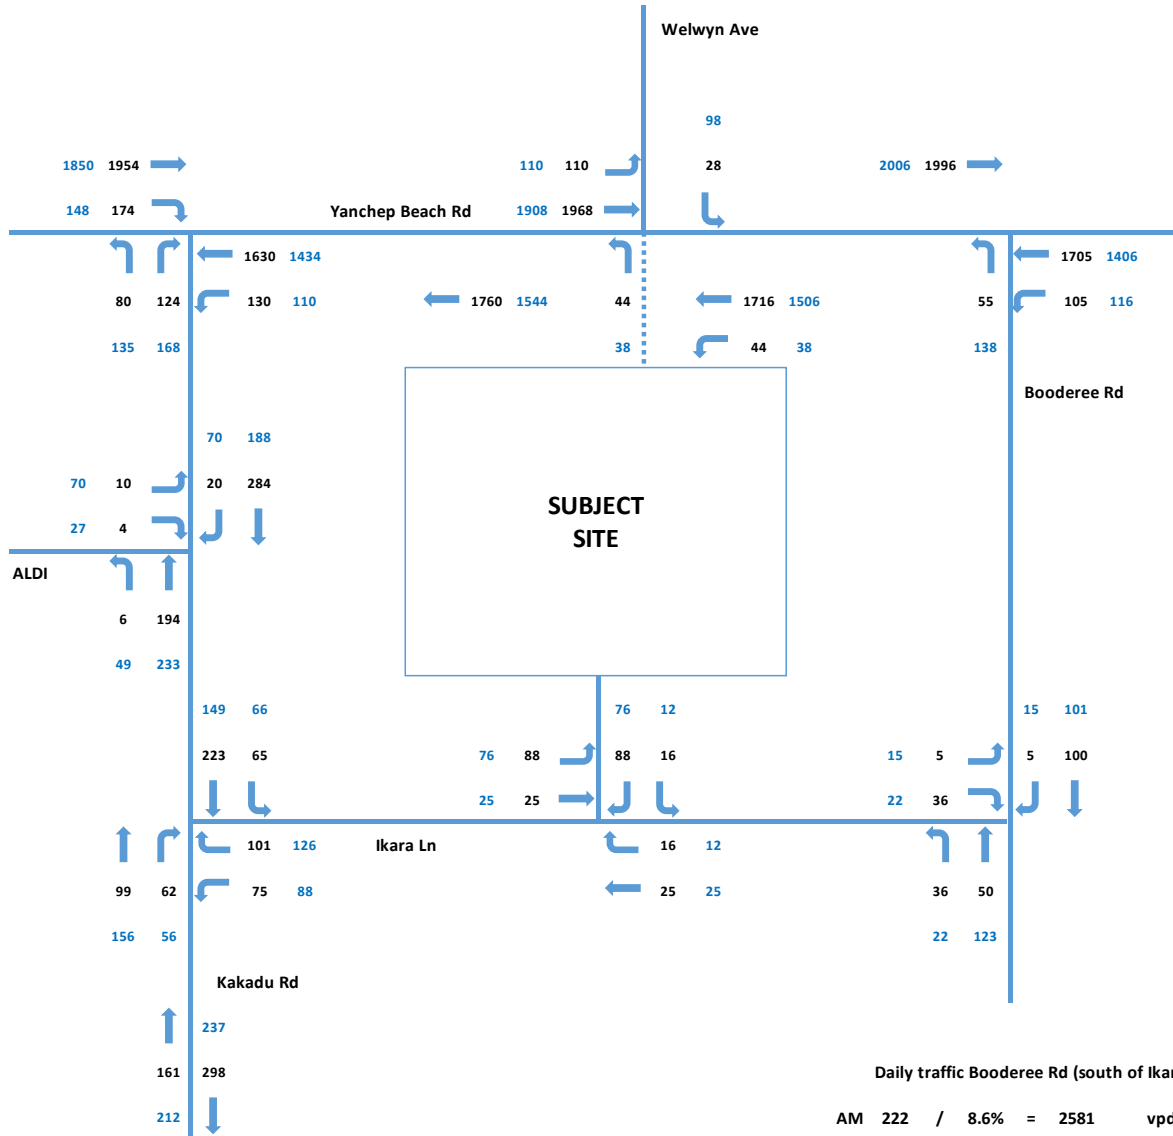 Welwyn Ave
98
1850 1954 110 110 28 2006 1996
148 174 Yanchep Beach Rd 1908 1968
1630 1434 1705 1406
80 124 130 110 1760 1544 44 1716 1506 55 105 116
135 168 38 44 38 138
Booderee Rd
70 188
70 10 20 284
SUBJECT
SITE
27 4
ALDI
6 194
49 233
149 66 76 12 15 101
223 65 76 88 88 16 15 5 5 100
25 25 22 36
101 126 Ikara Ln 16 12
99 62 75 88 25 25 36 50
156 56 22 123
Kakadu Rd
237
161 298 Daily traffic Booderee Rd (south of Ikar
212 AM 222 / 8.6% = 2581 vpd